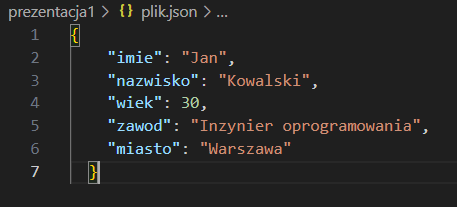 prezentacja1 > {} plik.json > ...
1 {
2 "imie": "Jan",
3 "nazwisko": "Kowalski",
4 "wiek": 30,
5 "zawod": "Inzynier oprogramowania",
6 "miasto": "Warszawa"
7 }